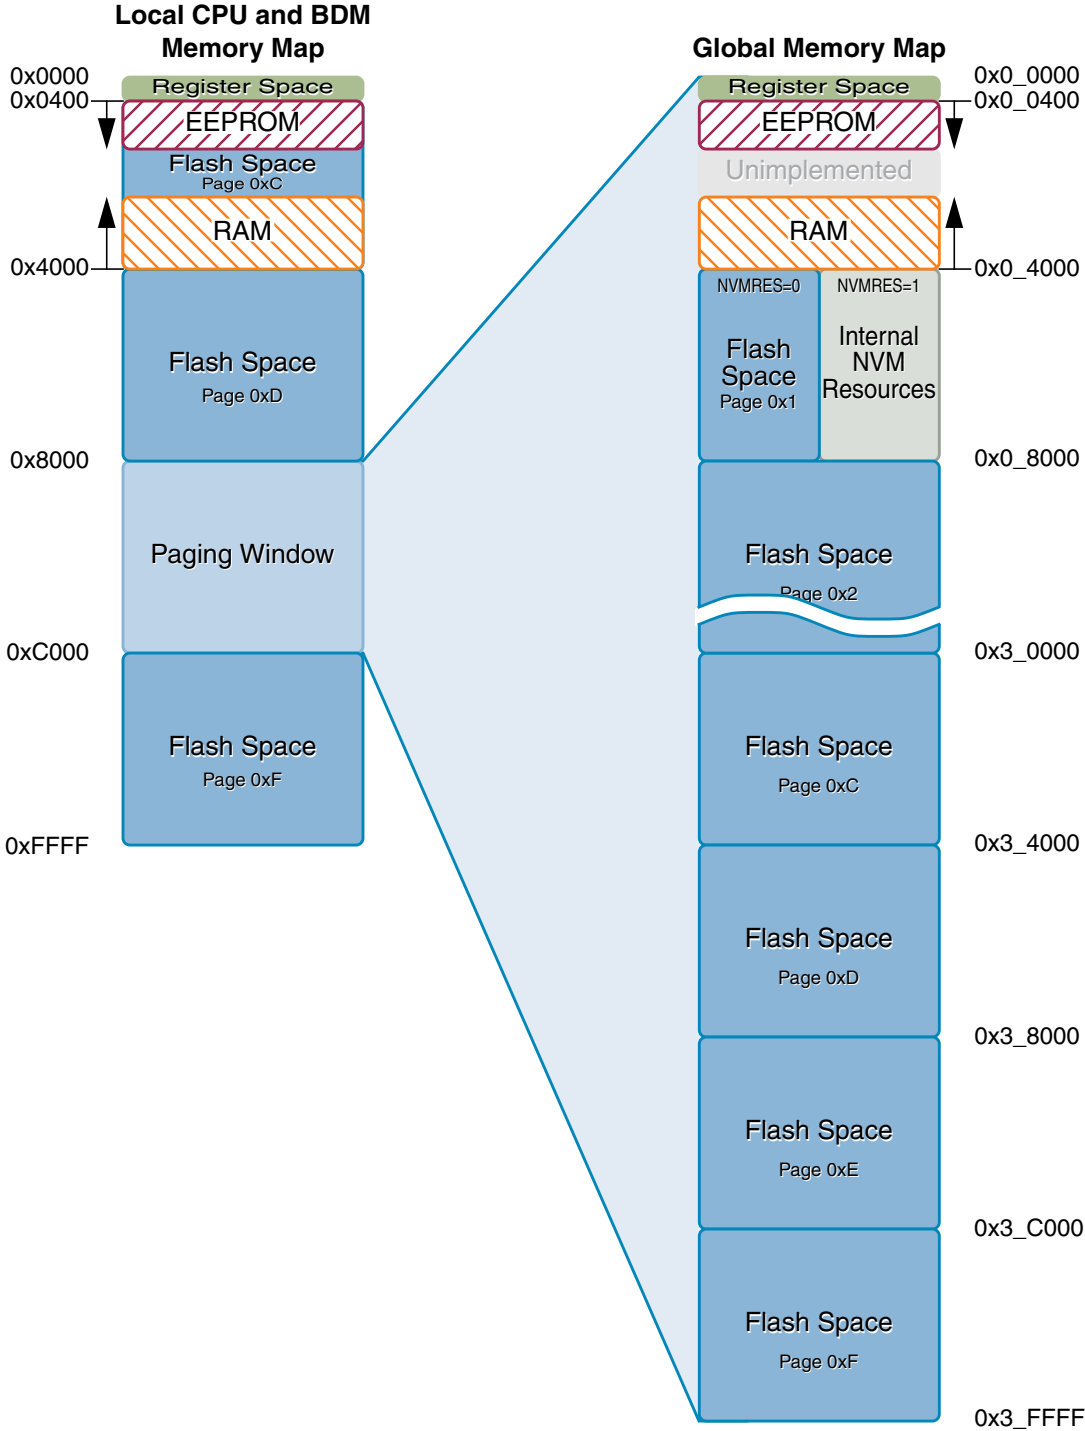 Local CPU and BDM
Memory Map
0x0000
0x0400
0x4000
0x8000
0xC000
0xFFFF
Register Space
EEPROM
Flash Space
Page 0xC
RAM
Flash Space
Page 0xD
Paging Window
Flash Space
Page 0xF
Global Memory Map
Register Space
EEPROM
Unimplemented
RAM
NVMRES=0
Flash
Space
Page 0x1
NVMRES=1
Internal
NVM
Resources
Flash Space
Page 0x2
Flash Space
Page 0xC
Flash Space
Page 0xD
Flash Space
Page 0xE
Flash Space
Page 0xF
0x0_0000
0x0_0400
0x0_4000
0x0_8000
0x3_0000
0x3_4000
0x3_8000
0x3_C000
0x3_FFFF